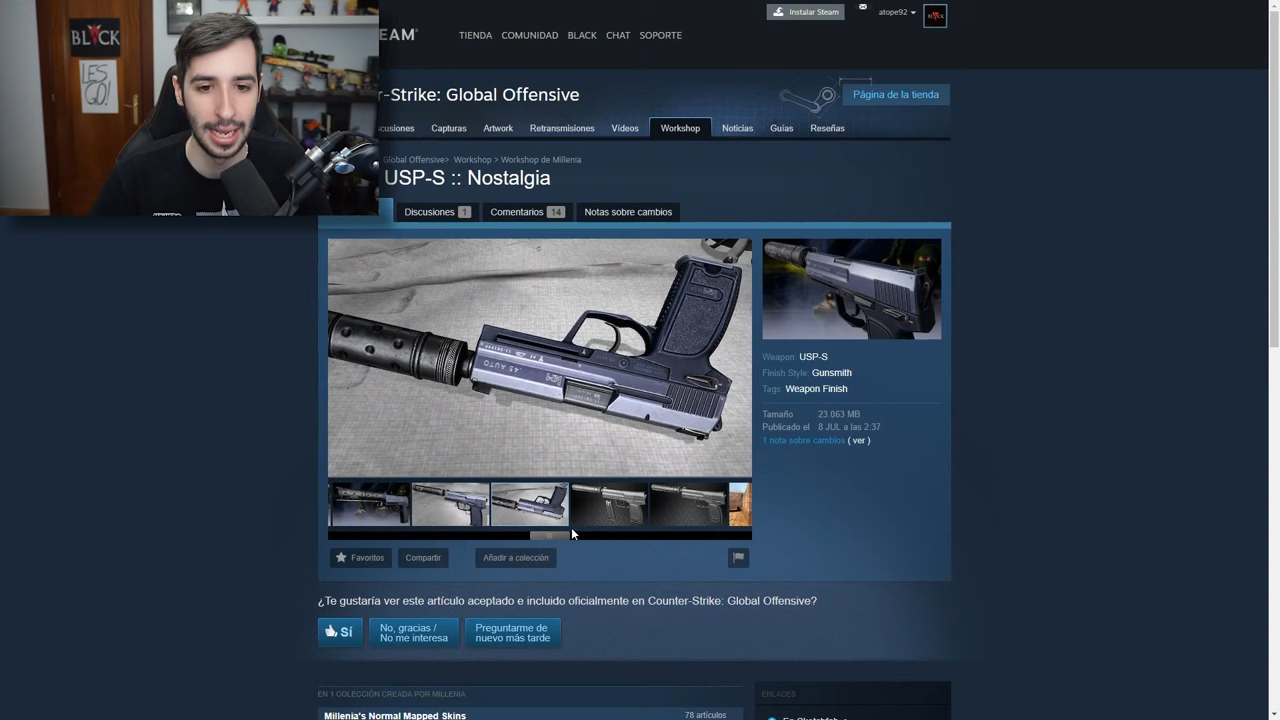 BLACK
LES
GO!
EAM®
TIENDA COMUNIDAD BLACK CHAT SOPORTE
Instalar Steam
atope92
r-Strike: Global Offensive
Página de la tienda
cusiones Capturas Artwork Retransmisiones Vídeos Workshop Noticias Guías Reseñas
Global Offensive> Workshop > Workshop de Millenia
USP-S :: Nostalgia
Discusiones 1 Comentarios 14 Notas sobre cambios
.45 AUTO
Weapon: USP-S
Finish Style: Gunsmith
Tags: Weapon Finish
Tamaño 23.063 MB
Publicado el 8 JUL a las 2:37
1 nota sobre cambios ( ver )
Favoritos Compartir Añadir a colección
¿Te gustaría ver este artículo aceptado e incluido oficialmente en Counter-Strike: Global Offensive?
Sí
No, gracias /
No me interesa
Preguntarme de
nuevo más tarde
EN 1 COLECCIÓN CREADA POR MILLENIA
Millenia's Normal Mapped Skins 78 artículos
ENLACES
En Sketchfab